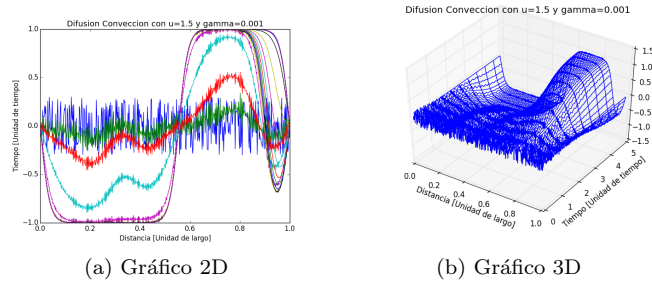 Difusion Conveccion con u=1.5 y gamma=0.001
1.0
0.5
0.0
−0.5
−1.0
Tiempo [Unidad de tiempo]
0.0 0.2 0.4 0.6 0.8 1.0
Distancia [Unidad de largo]
(a) Gráfico 2D
Difusion Conveccion con u=1.5 y gamma=0.001
1.5
1.0
0.5
0.0
−0.5
−1.0
−1.5
0.0 0.2 0.4 0.6 0.8 1.0
Distancia [Unidad de largo]
0 1 2 3 4 5
Tiempo [Unidad de tiempo]
(b) Gráfico 3D